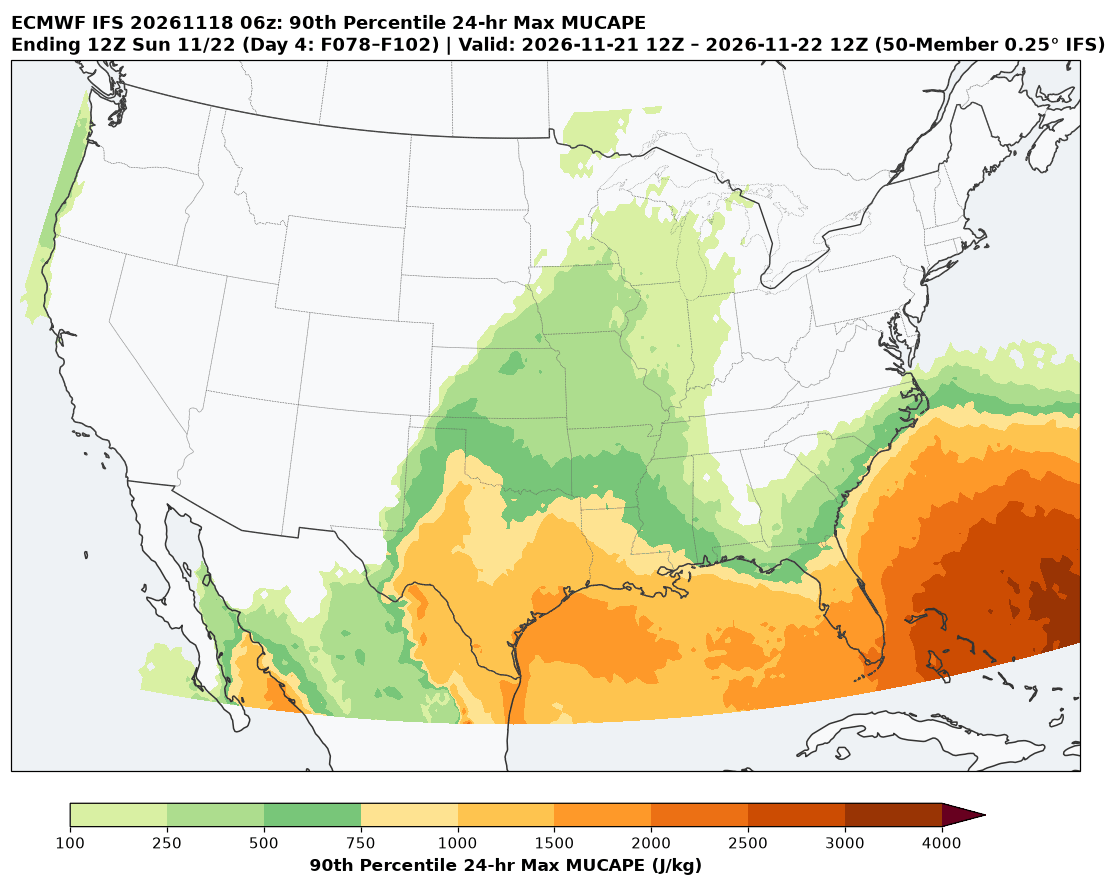 ECMWF IFS 20261118 06z: 90th Percentile 24-hr Max MUCAPE
Ending 12Z Sun 11/22 (Day 4: F078–F102) | Valid: 2026-11-21 12Z – 2026-11-22 12Z (50-Member 0.25° IFS)
100 250 500 750 1000 1500 2000 2500 3000 4000
90th Percentile 24-hr Max MUCAPE (J/kg)